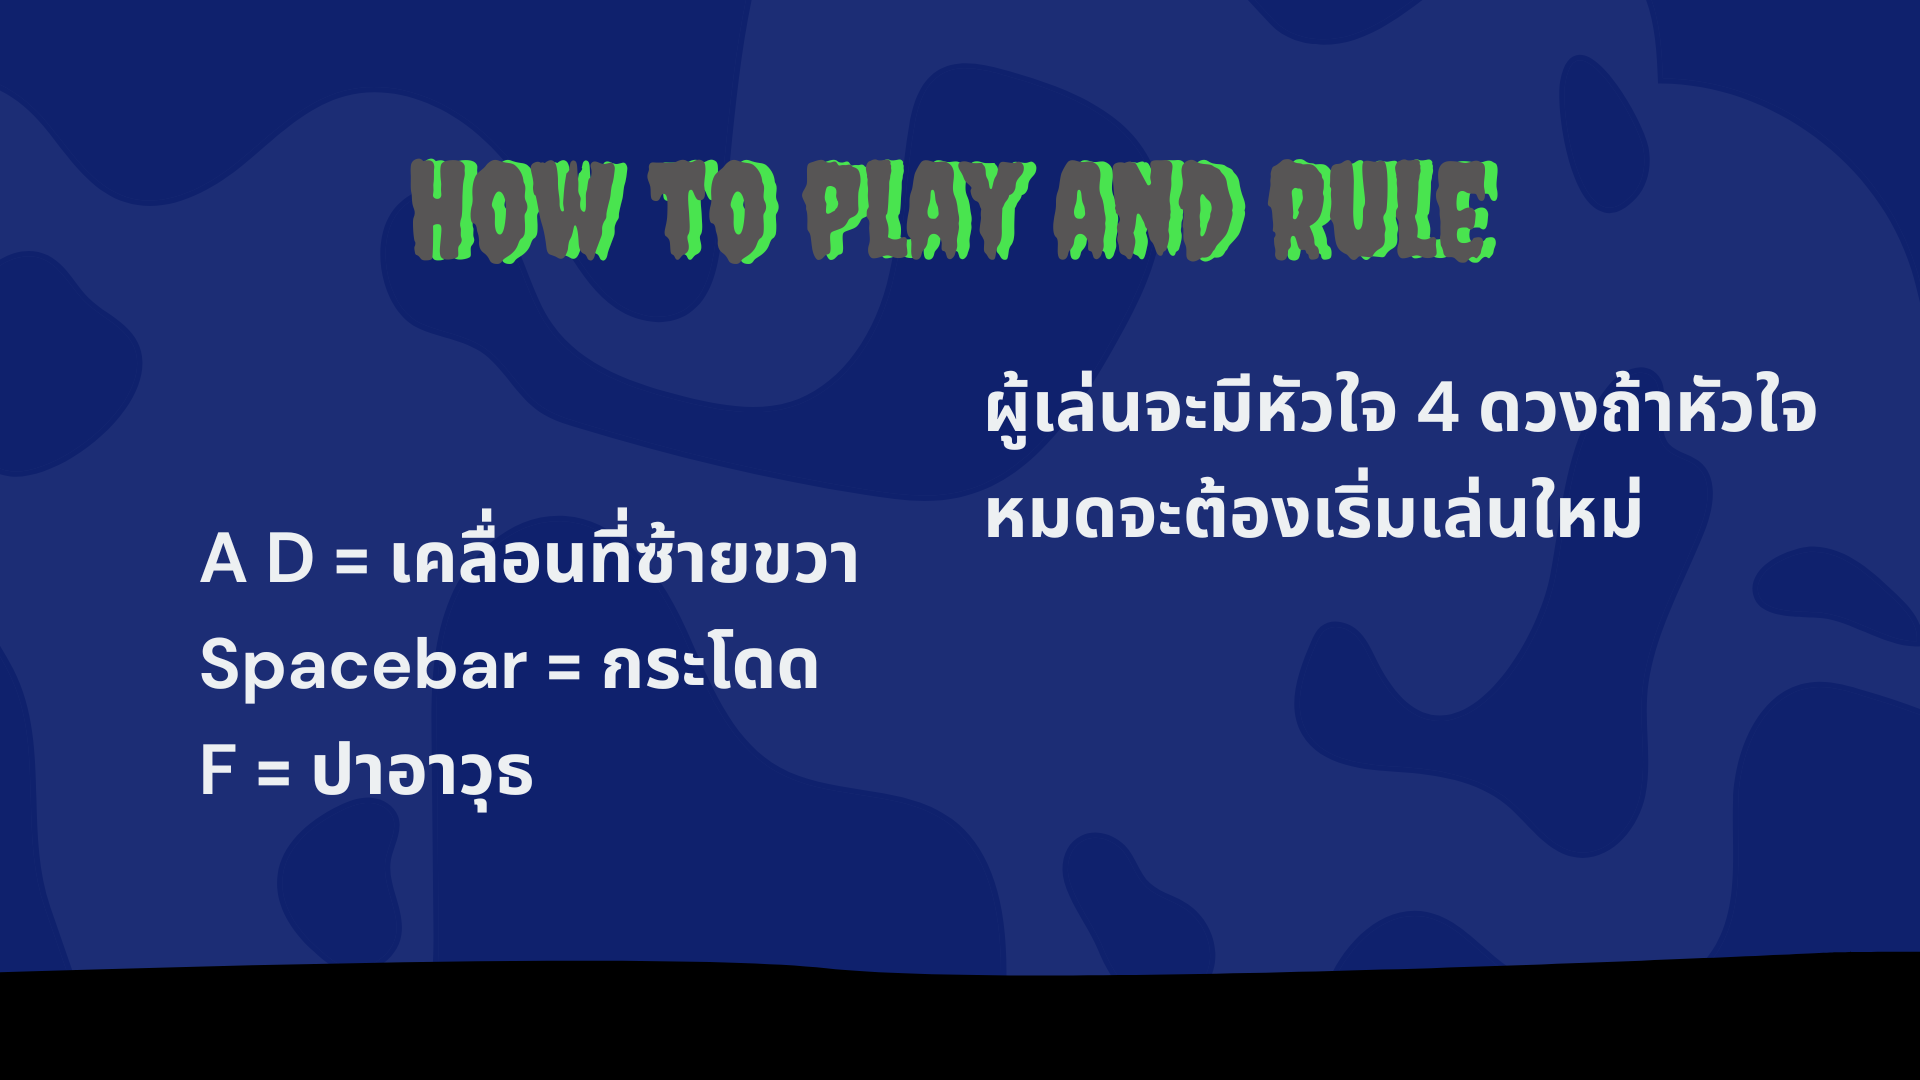 HOW TO PLAY AND RULE
A D = เคลื่อนที่ซ้ายขวา
Spacebar = กระโดด
F = ปาอาวุธ
ผู้เล่นจะมีหัวใจ 4 ดวงถ้าหัวใจ
หมดจะต้องเริ่มเล่นใหม่